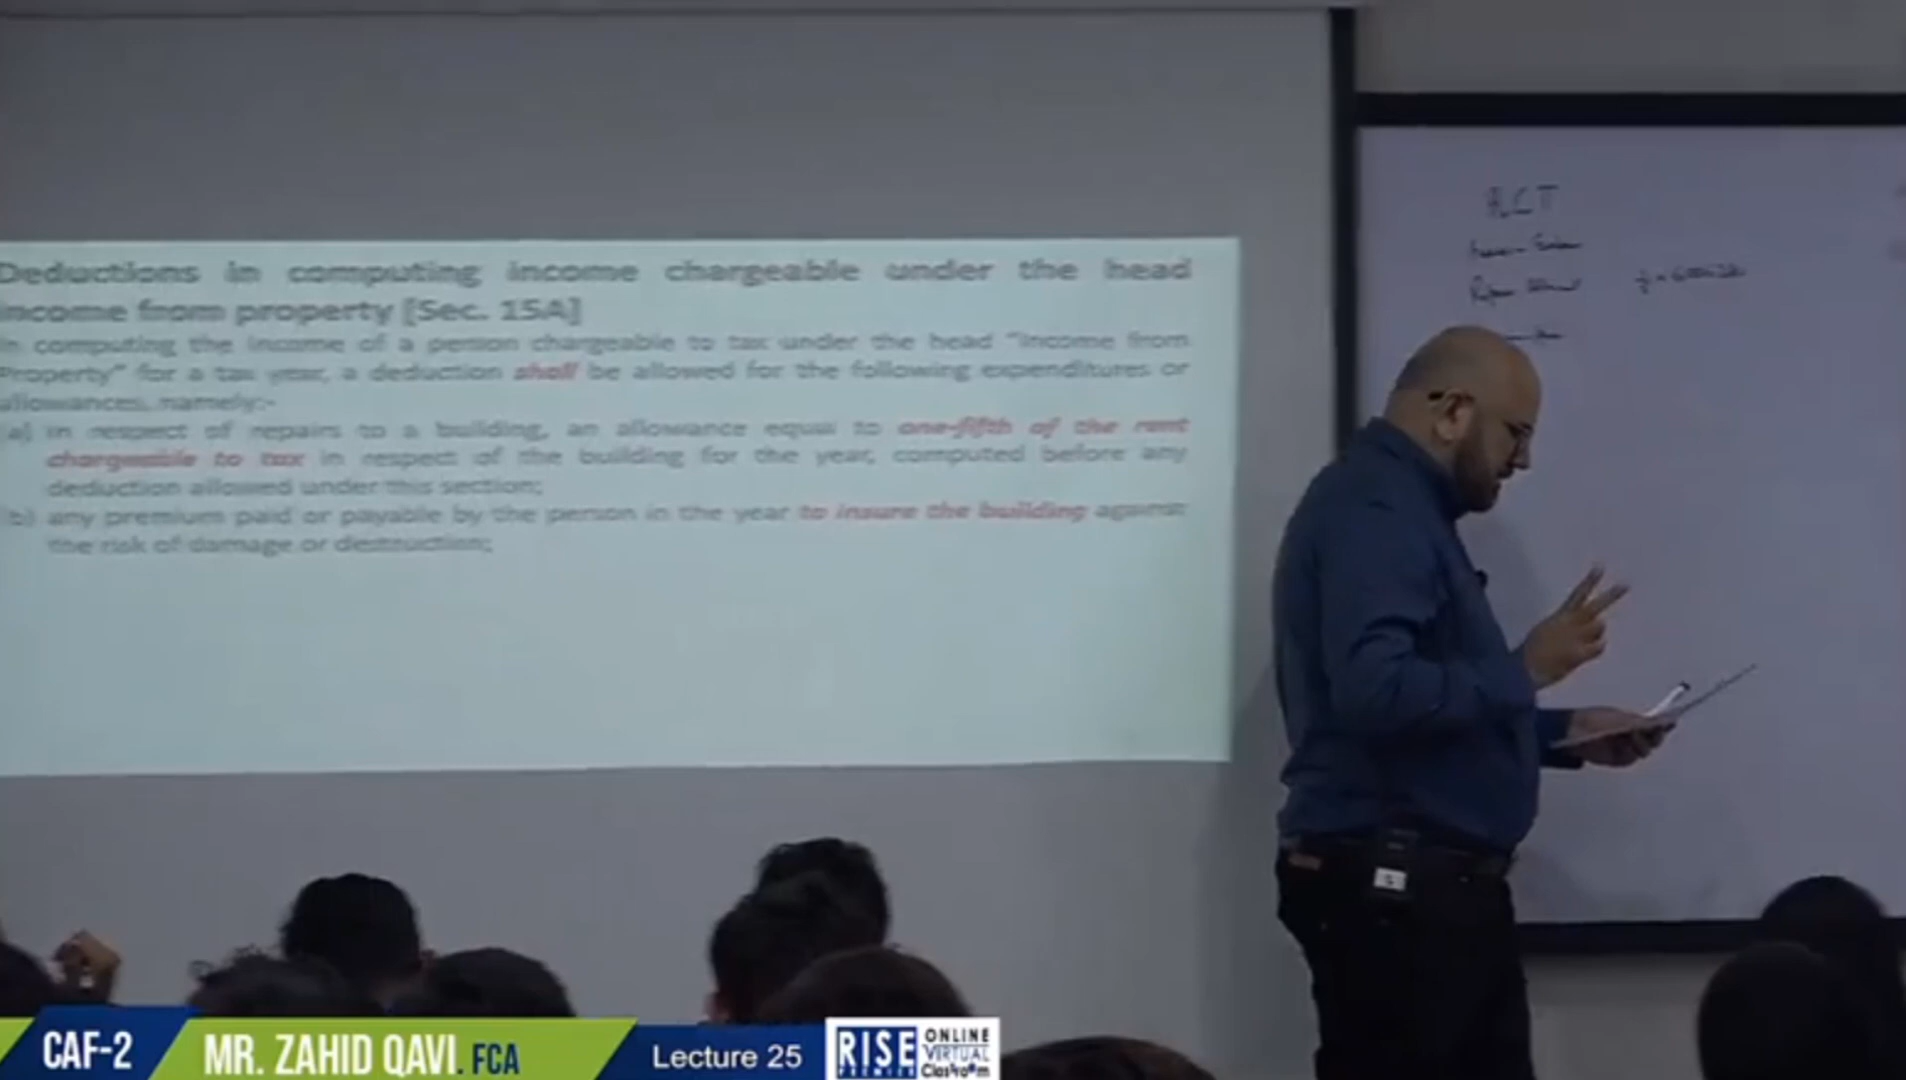 Deductions in computing income chargeable under the head
income from property [Sec. 15A]
In computing the income of a person chargeable to tax under the head "Income from
Property" for a tax year, a deduction shall be allowed for the following expenditures or
allowances, namely:-
(a) in respect of repairs to a building, an allowance equal to one-fifth of the rent
chargeable to tax in respect of the building for the year, computed before any
deduction allowed under this section;
(b) any premium paid or payable by the person in the year to insure the building against
the risk of damage or destruction;
CAF-2
MR. ZAHID QAVI. FCA
Lecture 25
RISE
PREMIER
ONLINE
VIRTUAL
Classroom